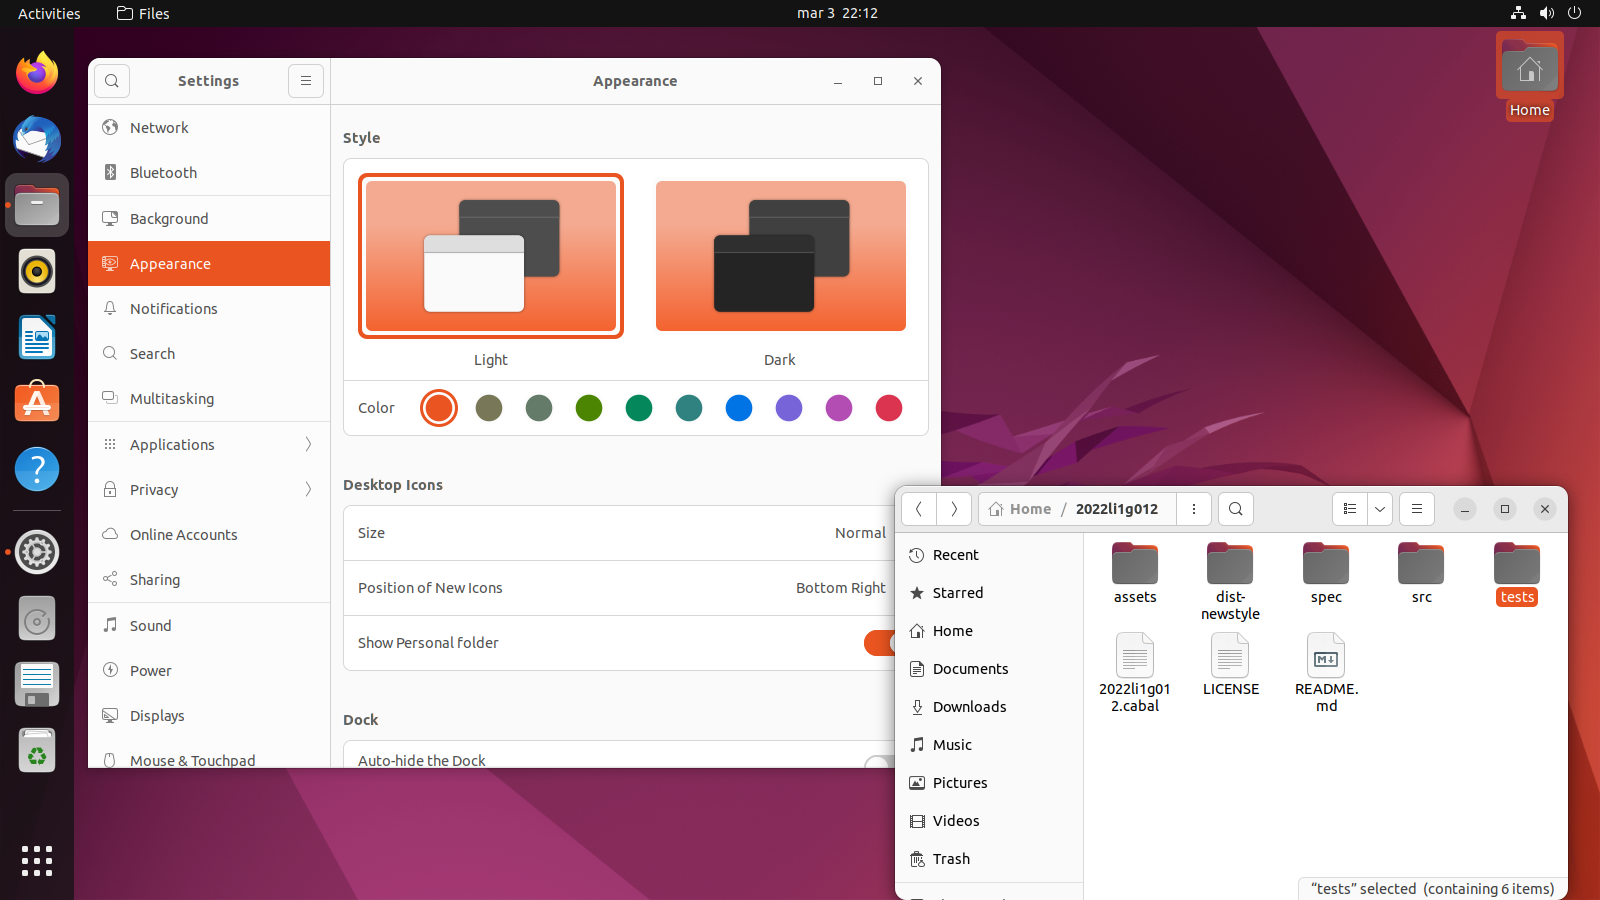 Activities
Files
mar 3 22:12
Home
Settings
Appearance
Network
Bluetooth
Background
Appearance
Notifications
Search
Multitasking
Applications
Privacy
Online Accounts
Sharing
Sound
Power
Displays
Mouse & Touchpad
Style
Light
Dark
Color
Desktop Icons
Size
Normal
Position of New Icons
Bottom Right
Show Personal folder
Dock
Auto-hide the Dock
Home / 2022li1g012
Recent
Starred
Home
Documents
Downloads
Music
Pictures
Videos
Trash
assets
dist-
newstyle
spec
src
tests
2022li1g01
2.cabal
LICENSE
README.
md
“tests” selected (containing 6 items)